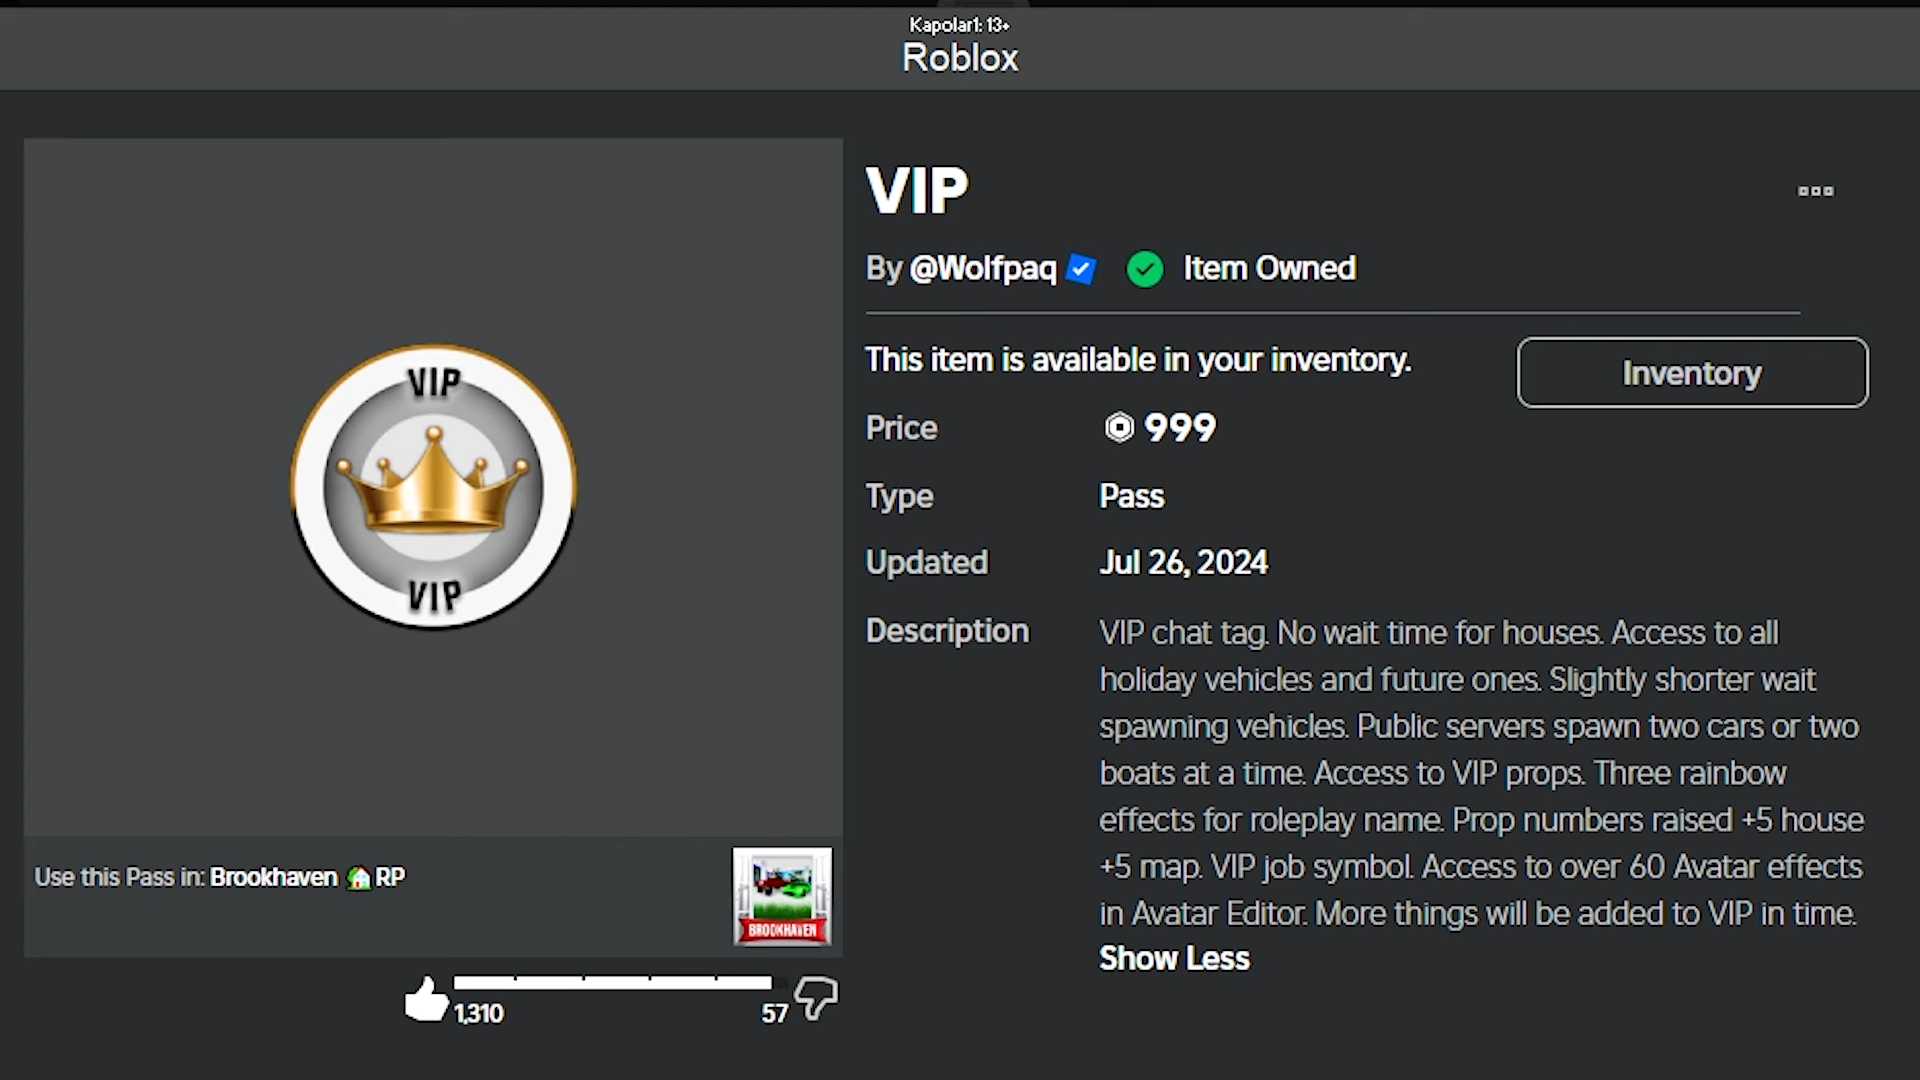 Kapolar1: 13+
Roblox
VIP
By @Wolfpaq
Item Owned
This item is available in your inventory.
Inventory
Price
999
Type
Pass
Updated
Jul 26, 2024
Description
VIP chat tag. No wait time for houses. Access to all
holiday vehicles and future ones. Slightly shorter wait
spawning vehicles. Public servers spawn two cars or two
boats at a time. Access to VIP props. Three rainbow
effects for roleplay name. Prop numbers raised +5 house
+5 map. VIP job symbol. Access to over 60 Avatar effects
in Avatar Editor. More things will be added to VIP in time.
Show Less
VIP
VIP
Use this Pass in: Brookhaven 🏡RP
BROOKHAVEN
1,310
57